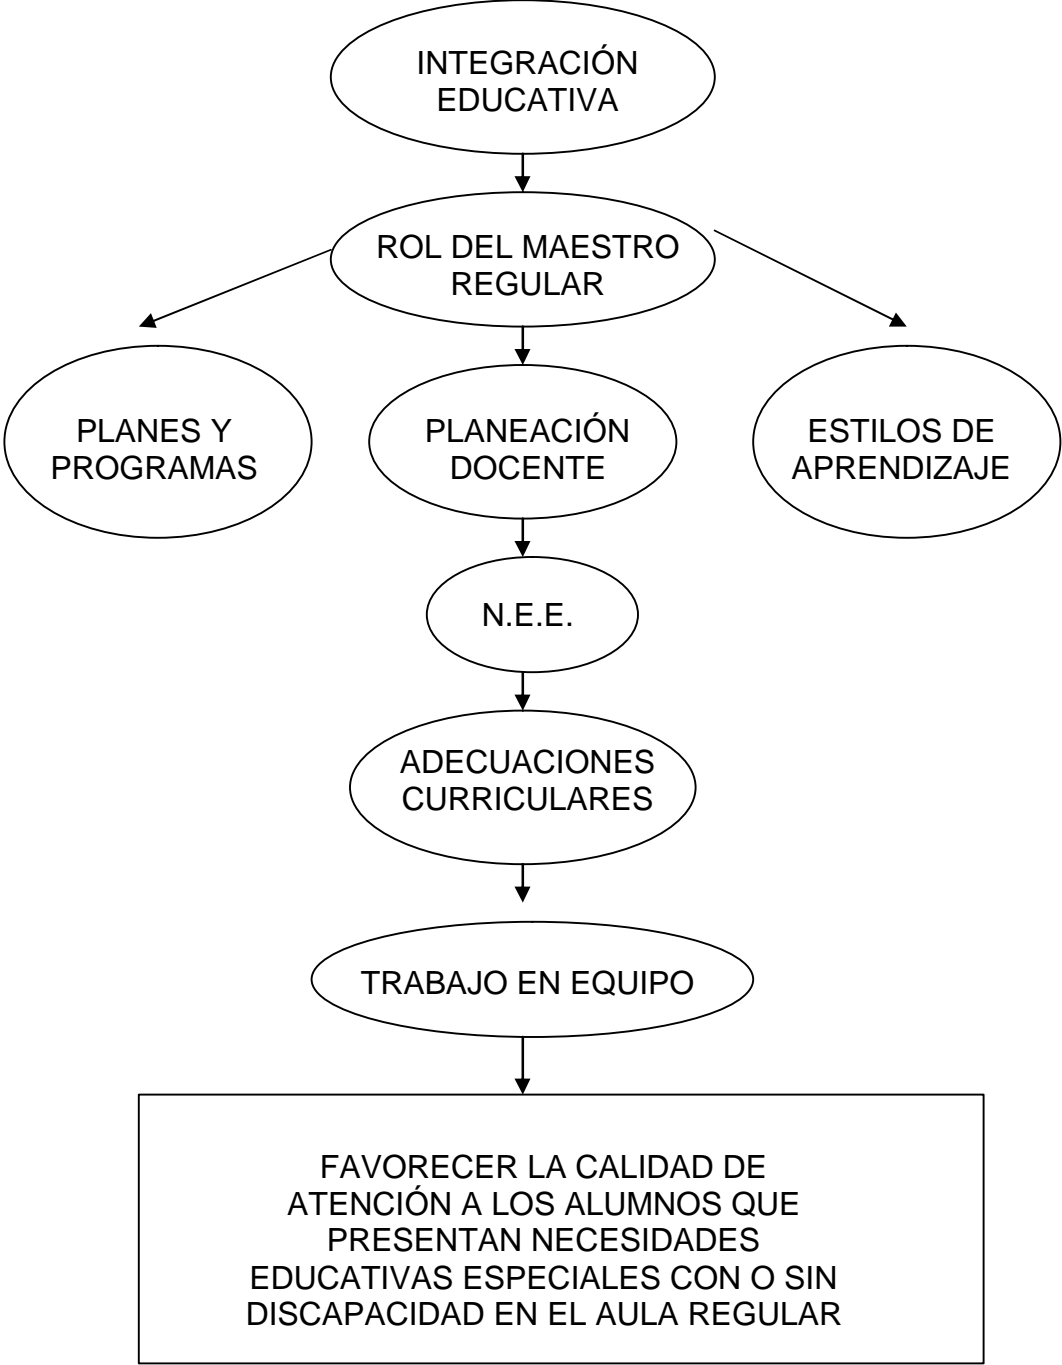 INTEGRACIÓN
EDUCATIVA
ROL DEL MAESTRO
REGULAR
PLANES Y
PROGRAMAS
PLANEACIÓN
DOCENTE
ESTILOS DE
APRENDIZAJE
N.E.E.
ADECUACIONES
CURRICULARES
TRABAJO EN EQUIPO
FAVORECER LA CALIDAD DE
ATENCIÓN A LOS ALUMNOS QUE
PRESENTAN NECESIDADES
EDUCATIVAS ESPECIALES CON O SIN
DISCAPACIDAD EN EL AULA REGULAR